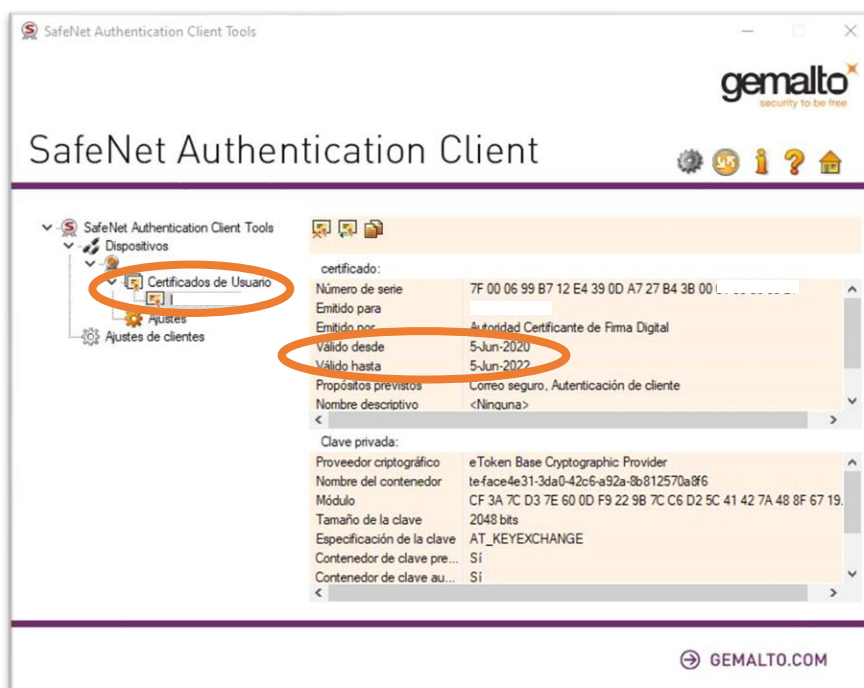 SafeNet Authentication Client Tools
gemalto
security to be free
SafeNet Authentication Client
SafeNet Authentication Client Tools
Dispositivos
Certificados de Usuario
Ajustes
Ajustes de clientes
certificado:
Número de serie 7F 00 06 99 B7 12 E4 39 0D A7 27 B4 3B 00
Emitido para
Emitido por Autoridad Certificante de Firma Digital
Válido desde 5-Jun-2020
Válido hasta 5-Jun-2022
Propósitos previstos Correo seguro, Autenticación de cliente
Nombre descriptivo <Ninguna>
Clave privada:
Proveedor criptográfico eToken Base Cryptographic Provider
Nombre del contenedor te-face4e31-3da0-42c6-a92a-8b812570a8f6
Módulo CF 3A 7C D3 7E 60 0D F9 22 9B 7C C6 D2 5C 41 42 7A 48 8F 67 19.
Tamaño de la clave 2048 bits
Especificación de la clave AT_KEYEXCHANGE
Contenedor de clave pre... Sí
Contenedor de clave au... Sí
GEMALTO.COM